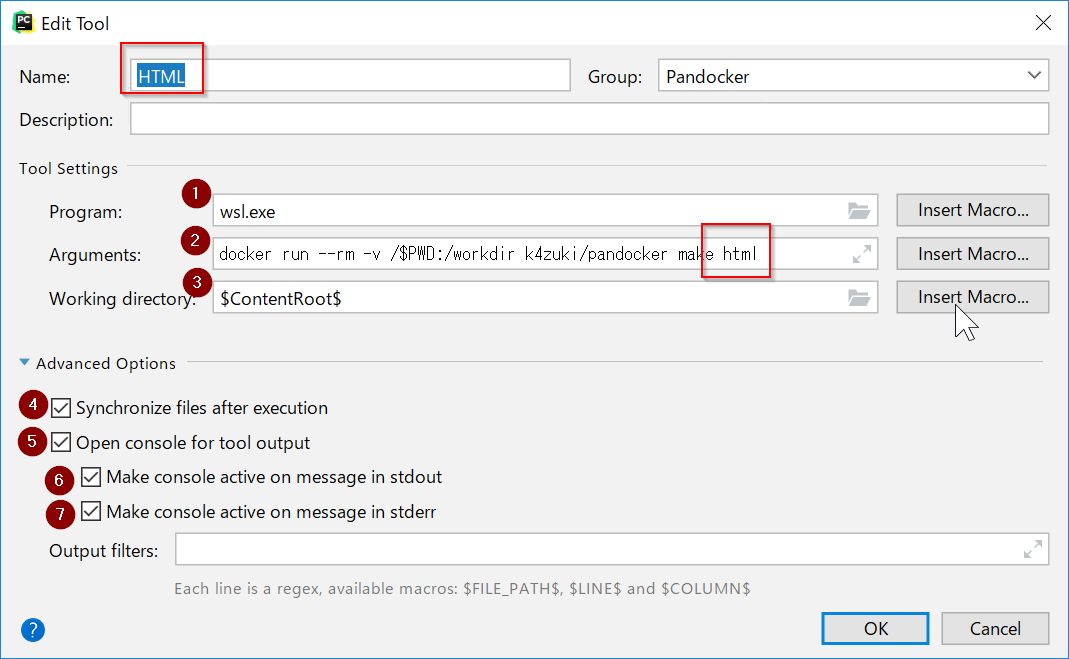 PC Edit Tool
Name: HTML Group: Pandocker
Description:
Tool Settings
1
Program: wsl.exe Insert Macro...
2
Arguments: docker run --rm -v /$PWD:/workdir k4zuki/pandocker make html Insert Macro...
3
Working directory: $ContentRoot$ Insert Macro...
Advanced Options
4 Synchronize files after execution
5 Open console for tool output
6 Make console active on message in stdout
7 Make console active on message in stderr
Output filters:
Each line is a regex, available macros: $FILE_PATH$, $LINE$ and $COLUMN$
? OK Cancel